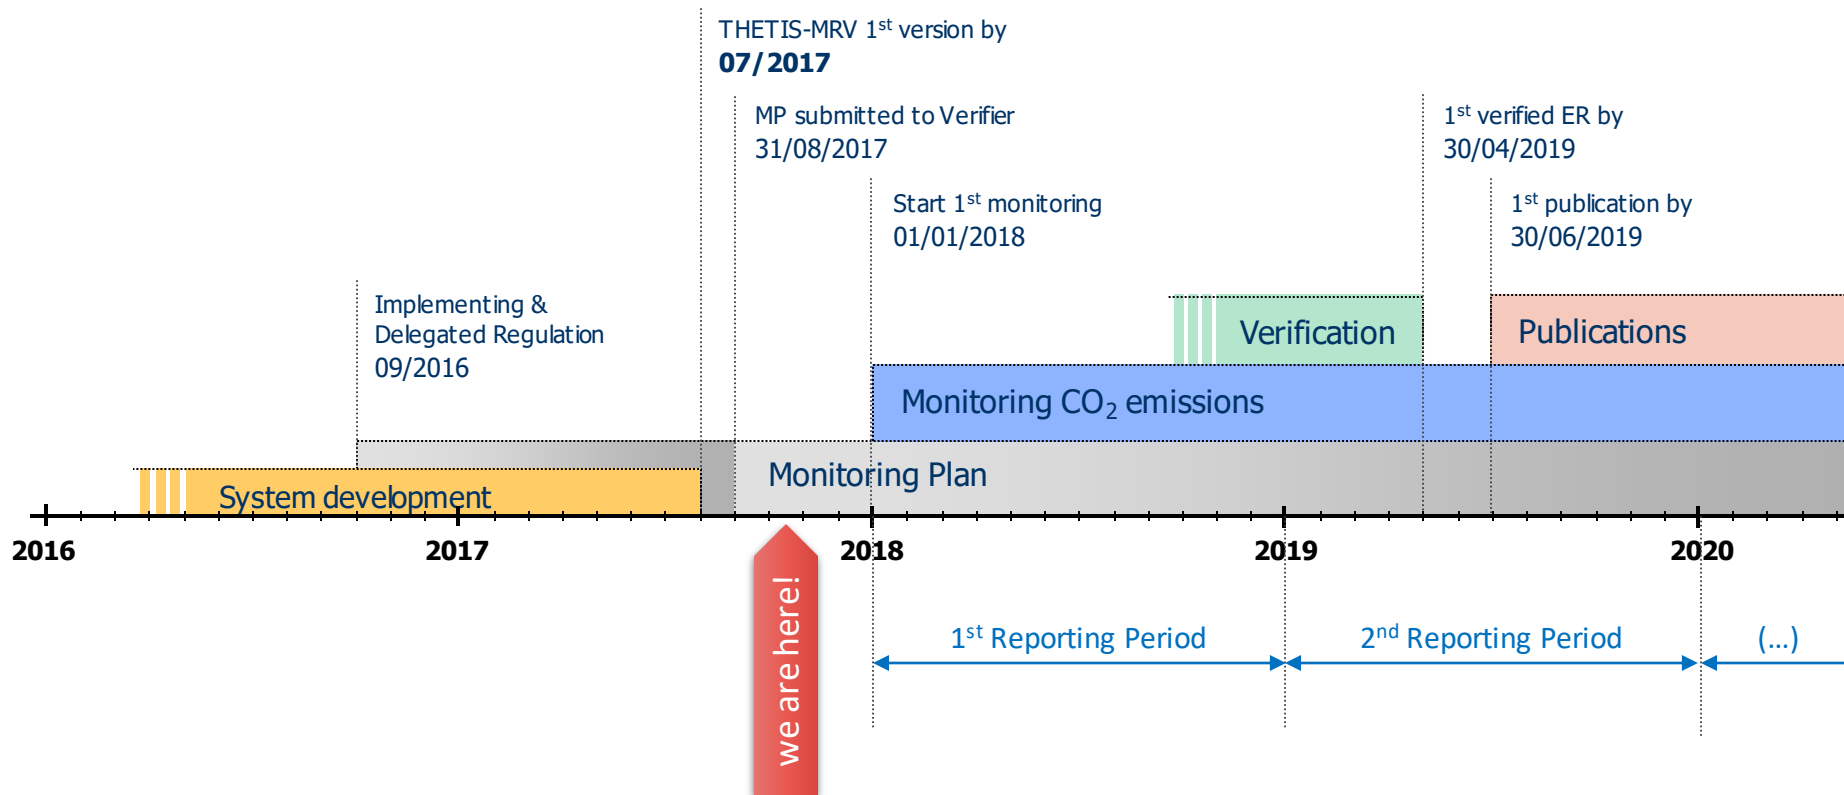 THETIS-MRV 1st version by
07/2017
MP submitted to Verifier
31/08/2017
1st verified ER by
30/04/2019
Start 1st monitoring
01/01/2018
1st publication by
30/06/2019
Implementing &
Delegated Regulation
09/2016
Verification
Publications
Monitoring CO₂ emissions
Monitoring Plan
System development
2016
2017
2018
2019
2020
we are here!
1st Reporting Period
2nd Reporting Period
(...)